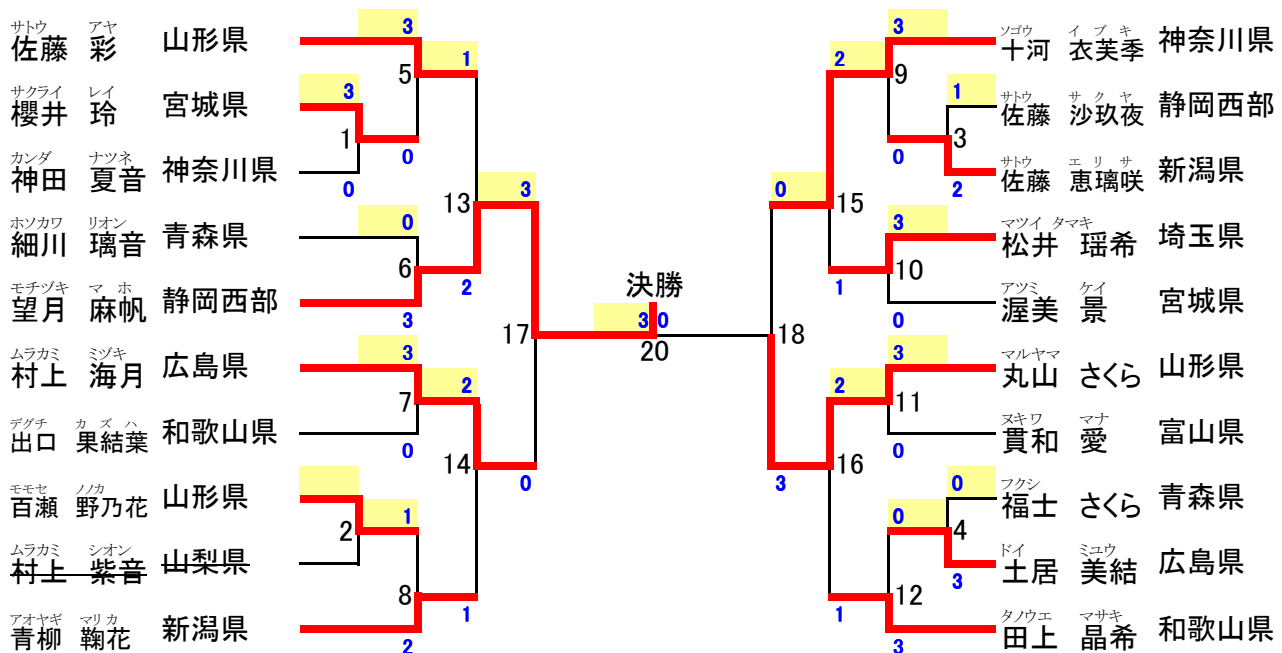 サトウ アヤ
佐藤 彩 山形県
サクライ レイ
櫻井 玲 宮城県
カンダ ナツネ
神田 夏音 神奈川県
ホソカワ リオン
細川 璃音 青森県
モチヅキ マホ
望月 麻帆 静岡西部
ムラカミ ミヅキ
村上 海月 広島県
デグチ カズハ
出口 果結葉 和歌山県
モモセ ノノカ
百瀬 野乃花 山形県
ムラカミ シオン
村上 紫音 山梨県
アオヤギ マリカ
青柳 鞠花 新潟県
3
5
1
3
1
0
0
13
3
0
6
2
3
17
3
7
2
0
14
0
2
1
8
1
2
決勝
3 0
20
3
2
9
1
3
0
2
0
15
3
10
1
0
18
3
2
11
0
16
3
0
0
4
3
12
1
3
ソゴウ イブキ
十河 衣芙季 神奈川県
サトウ サクヤ
佐藤 沙玖夜 静岡西部
サトウ エリサ
佐藤 恵璃咲 新潟県
マツイ タマキ
松井 瑶希 埼玉県
アツミ ケイ
渥美 景 宮城県
マルヤマ
丸山 さくら 山形県
ヌキワ マナ
貫和 愛 富山県
フクシ
福士 さくら 青森県
ドイ ミユウ
土居 美結 広島県
タノウエ マサキ
田上 晶希 和歌山県